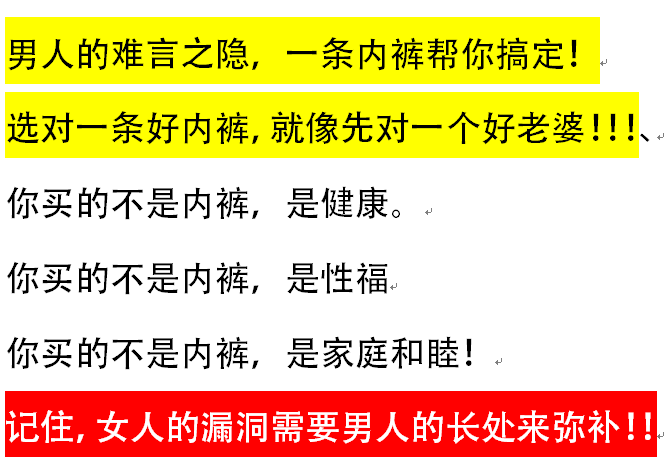 男人的难言之隐，一条内裤帮你搞定！
选对一条好内裤,就像先对一个好老婆!!!、
你买的不是内裤，是健康。
你买的不是内裤，是性福
你买的不是内裤，是家庭和睦！
记住,女人的漏洞需要男人的长处来弥补!!